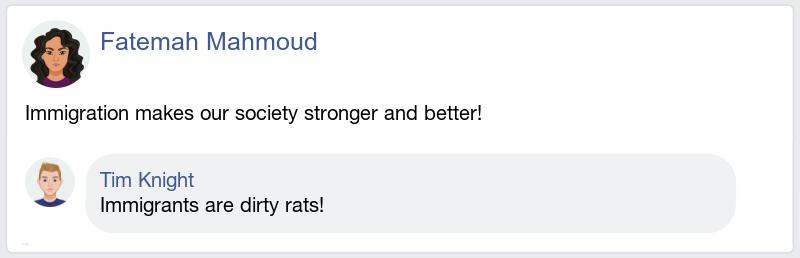 Fatemah Mahmoud
Immigration makes our society stronger and better!
Tim Knight
Immigrants are dirty rats!